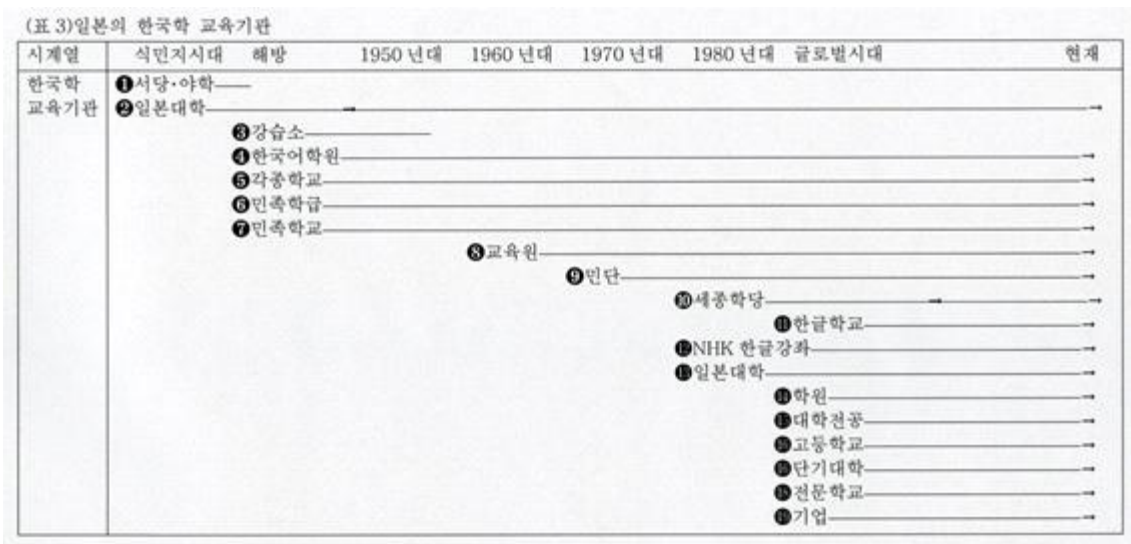 (표 3)일본의 한국학 교육기관
시계열 식민지시대 해방 1950년대 1960년대 1970년대 1980년대 글로벌시대 현재
한국학 ❶서당·야학
교육기관 ❷일본대학
❸강습소
❹한국어학원
❺각종학교
❻민족학급
❼민족학교
❽교육원
❾민단
❿세종학당
⓫한글학교
⓬NHK 한글강좌
⓭일본대학
⓮학원
⓯대학전공
⓰고등학교
단기대학
⓲전문학교
⓳기업